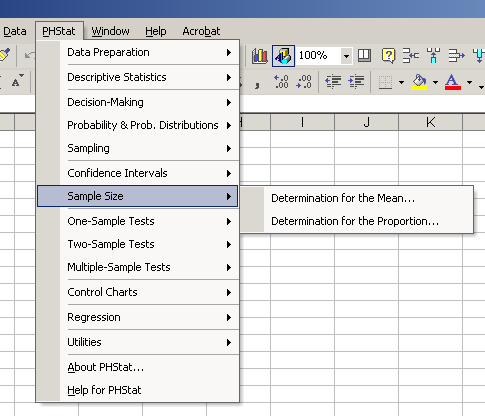 Data PHStat Window Help Acrobat
Data Preparation
100%
Descriptive Statistics
Decision-Making
Probability & Prob. Distributions
H I J K
Sampling
Confidence Intervals
Sample Size
Determination for the Mean...
Determination for the Proportion...
One-Sample Tests
Two-Sample Tests
Multiple-Sample Tests
Control Charts
Regression
Utilities
About PHStat...
Help for PHStat